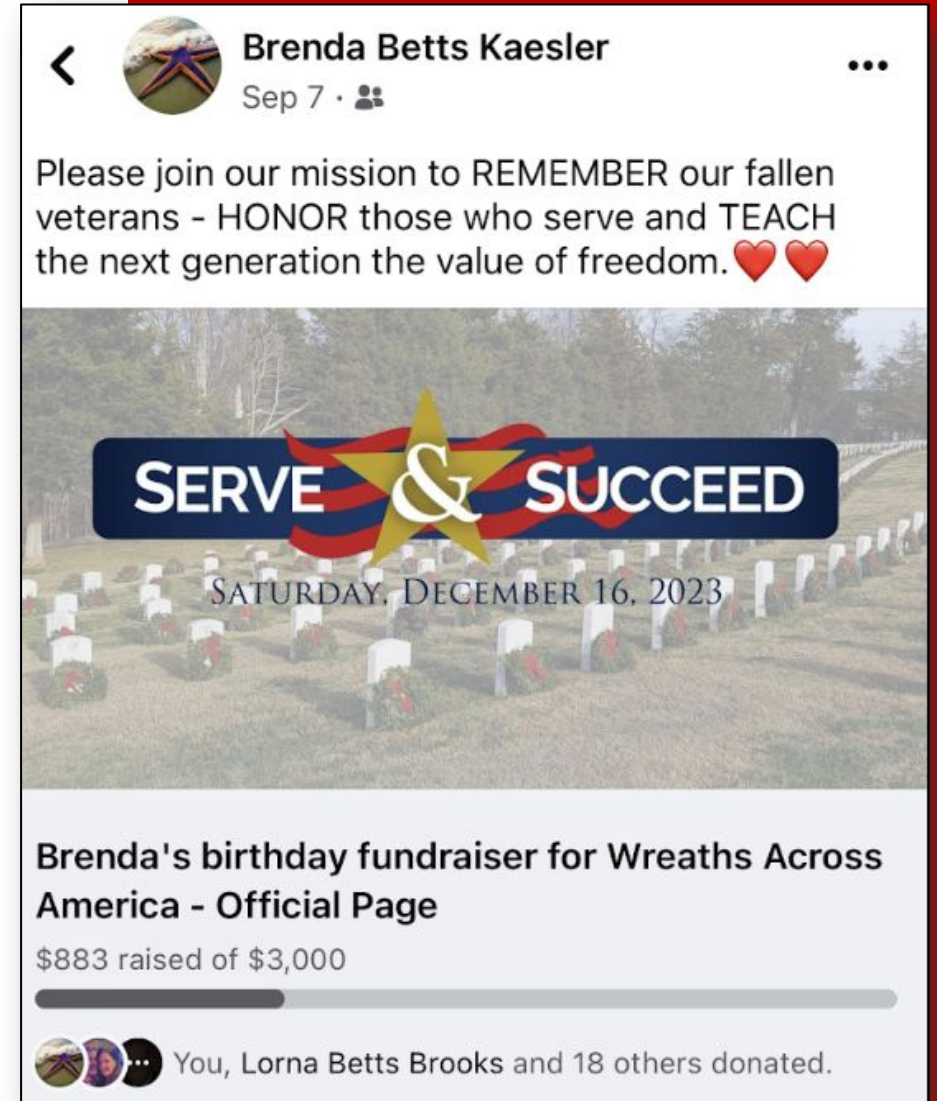 Brenda Betts Kaesler
Sep 7 ·
Please join our mission to REMEMBER our fallen
veterans - HONOR those who serve and TEACH
the next generation the value of freedom.❤️❤️
SERVE & SUCCEED
SATURDAY, DECEMBER 16, 2023
Brenda's birthday fundraiser for Wreaths Across
America - Official Page
$883 raised of $3,000
You, Lorna Betts Brooks and 18 others donated.